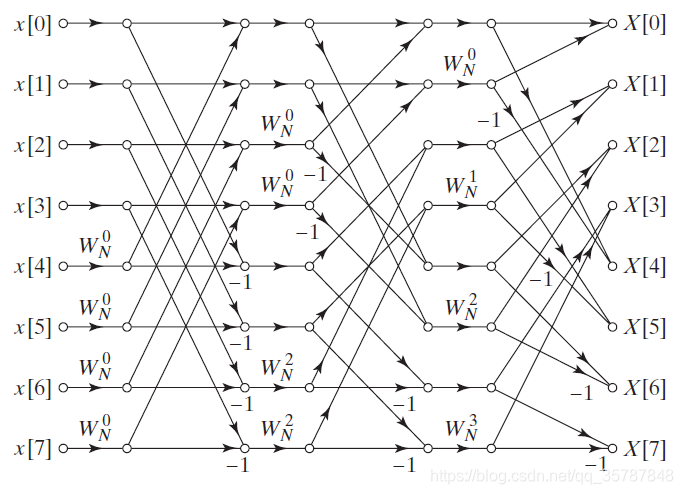 x[0] X[0]
W_N^0
x[1] X[1]
W_N^0 -1
x[2] X[2]
W_N^0 -1 W_N^1
x[3] X[3]
W_N^0 -1
x[4] -1 -1 X[4]
W_N^0 W_N^2
x[5] -1 X[5]
W_N^0 W_N^2
x[6] -1 -1 -1 X[6]
W_N^0 W_N^2 W_N^3
x[7] X[7]
-1 -1 -1
https://blog.csdn.net/qq_35787848